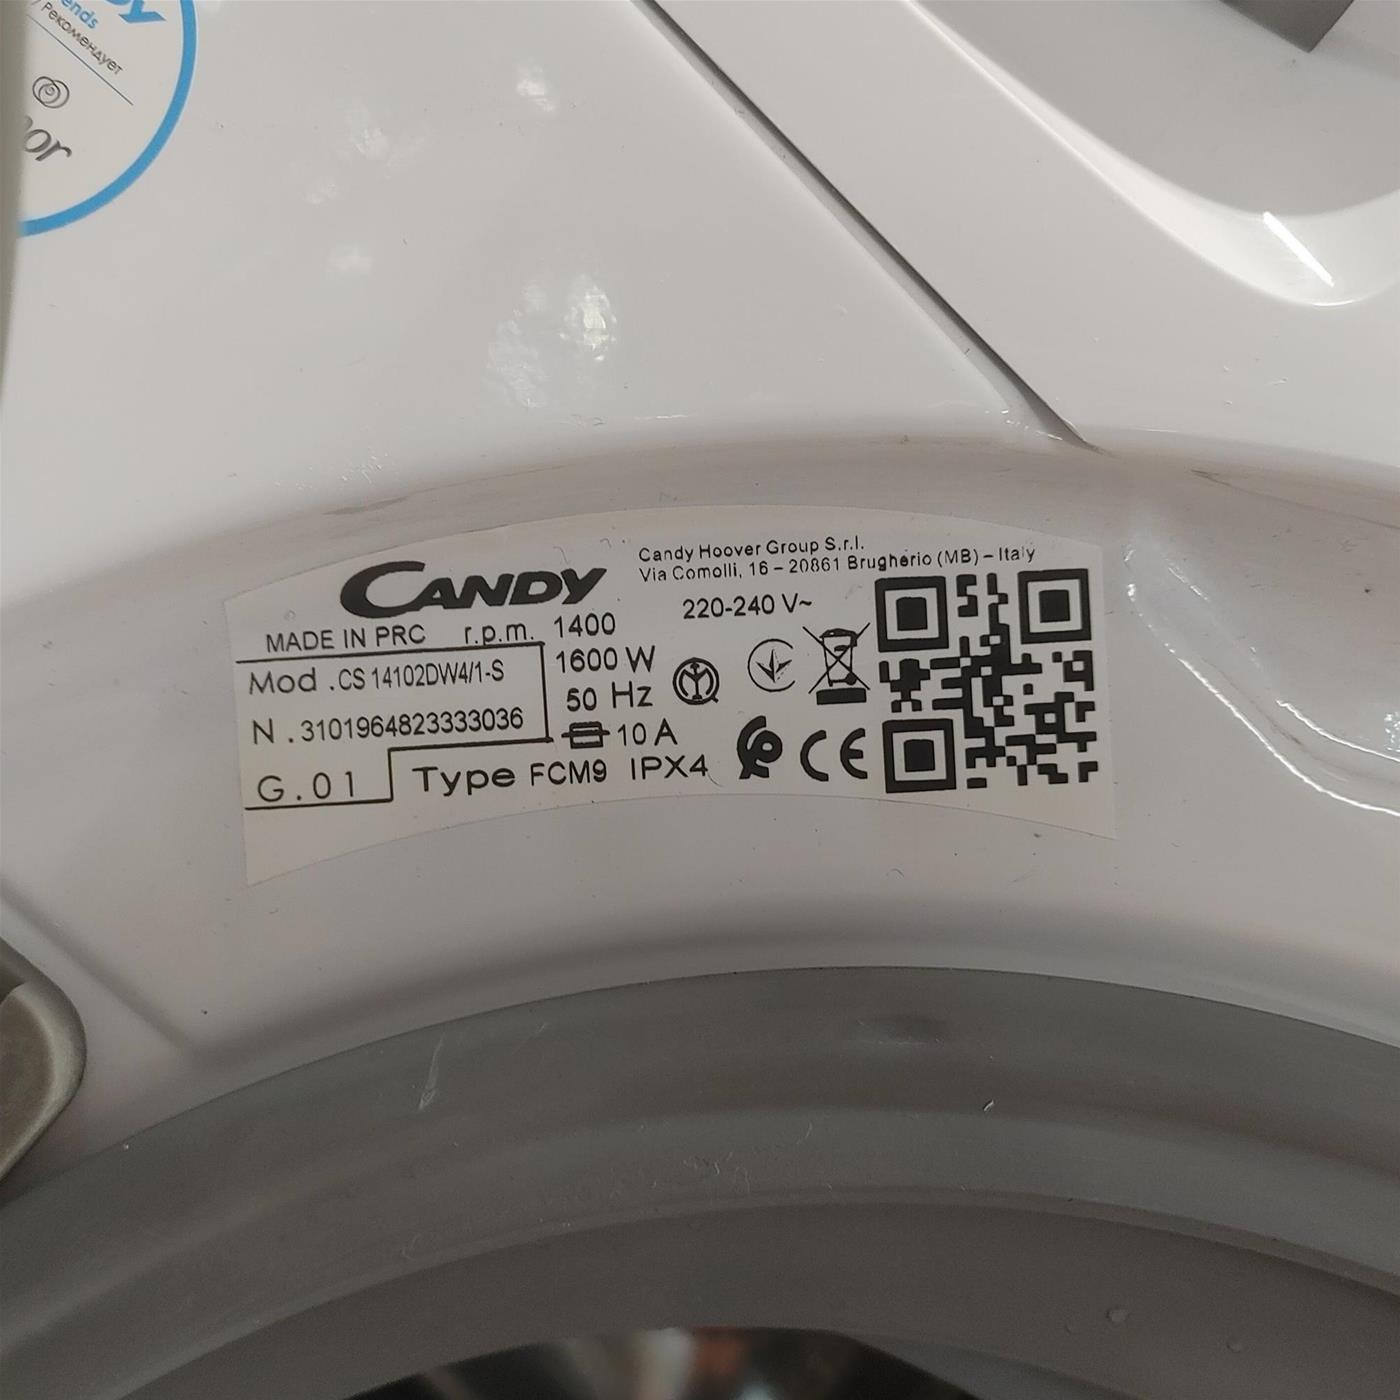 ends
Рекомендует
Candy Hoover Group S.r.l.
Via Comolli, 16 – 20861 Brugherio (MB) – Italy
CANDY
220-240 V~
MADE IN PRC r.p.m. 1400
Mod .CS 14102DW4/1-S
1600 W
50 Hz
N .3101964823333036
10 A
G.01
Type FCM9 IPX4
CE